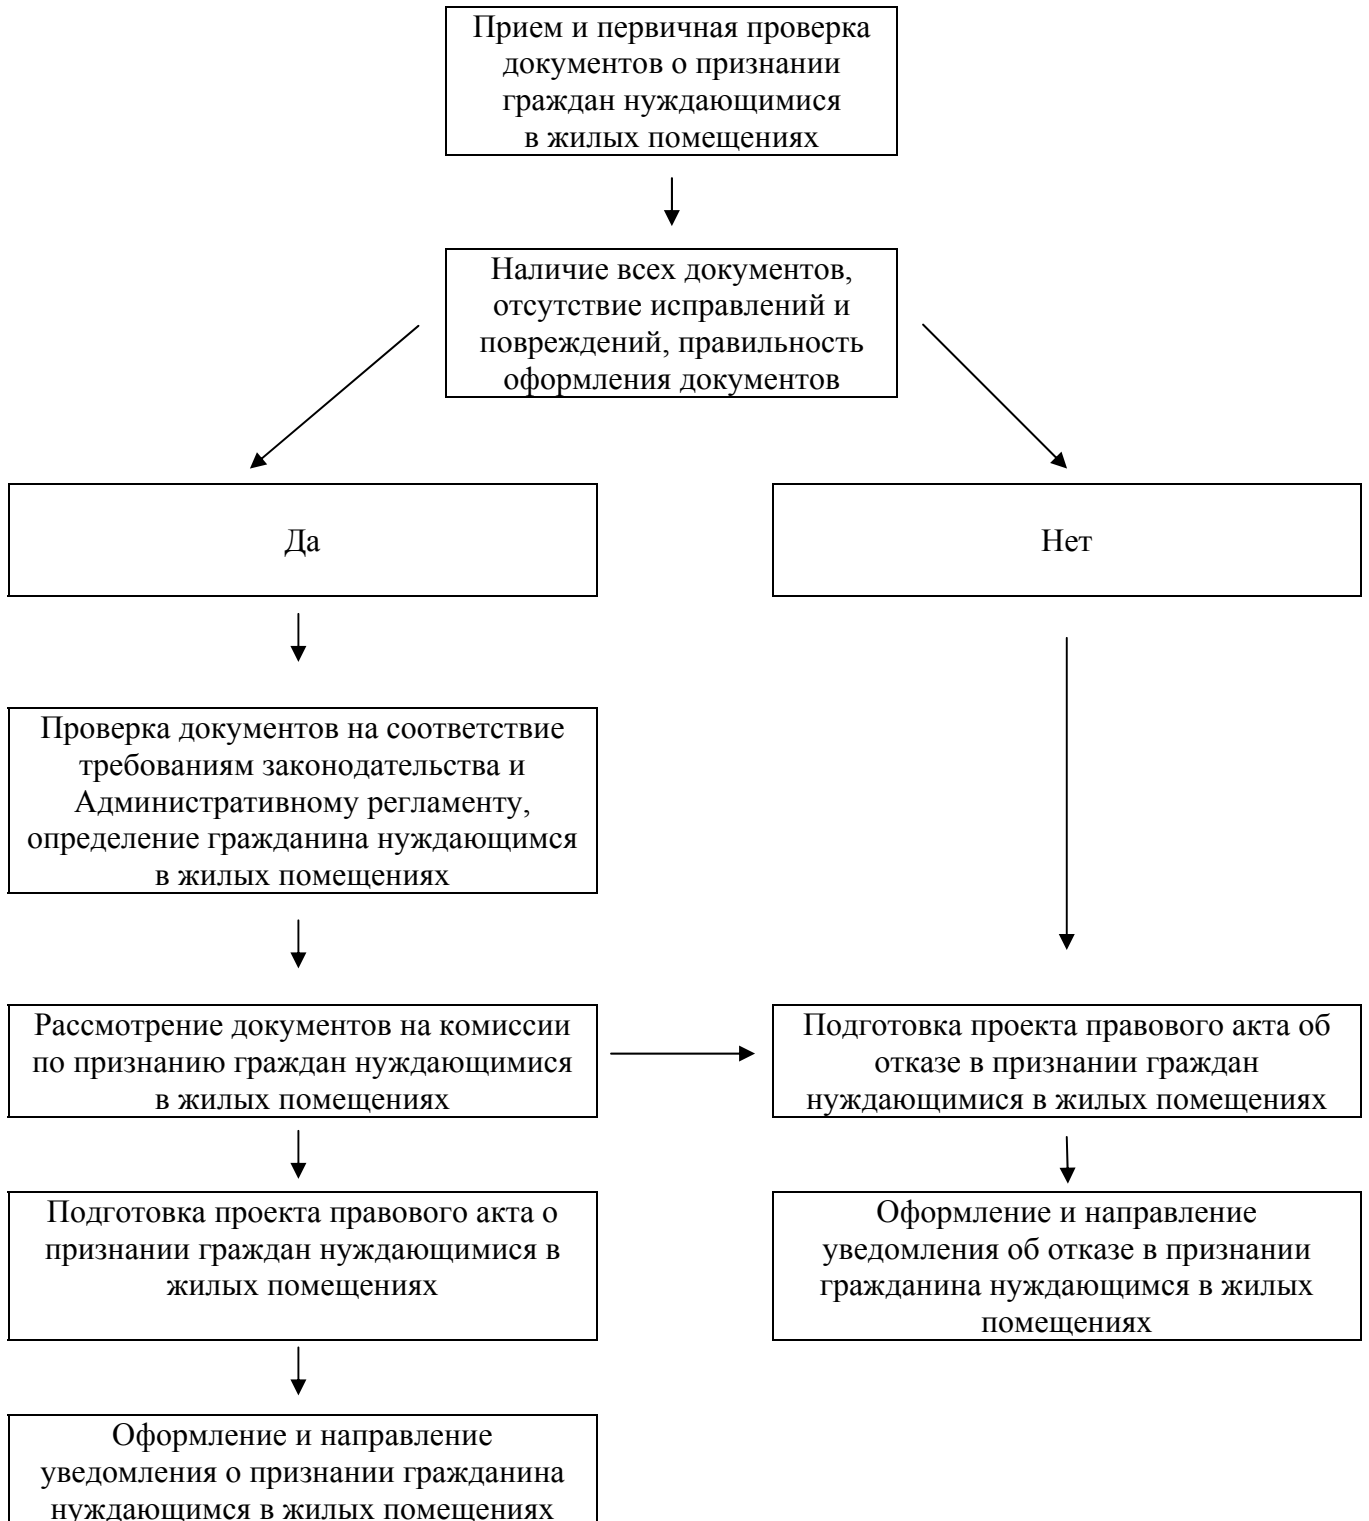 Прием и первичная проверка
документов о признании
граждан нуждающимися
в жилых помещениях
Наличие всех документов,
отсутствие исправлений и
повреждений, правильность
оформления документов
Да
Нет
Проверка документов на соответствие
требованиям законодательства и
Административному регламенту,
определение гражданина нуждающимся
в жилых помещениях
Рассмотрение документов на комиссии
по признанию граждан нуждающимися
в жилых помещениях
Подготовка проекта правового акта об
отказе в признании граждан
нуждающимися в жилых помещениях
Подготовка проекта правового акта о
признании граждан нуждающимися в
жилых помещениях
Оформление и направление
уведомления об отказе в признании
гражданина нуждающимся в жилых
помещениях
Оформление и направление
уведомления о признании гражданина
нуждающимся в жилых помещениях